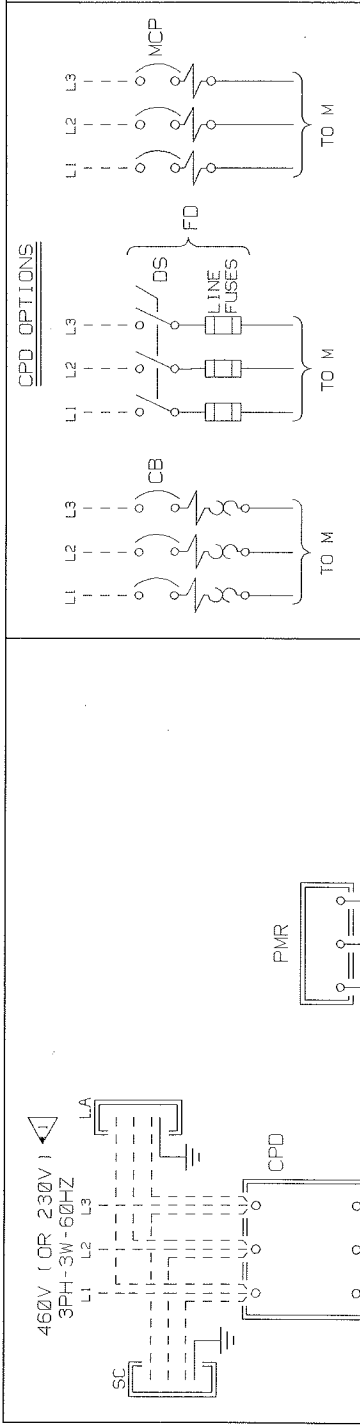 460V (OR 230V) 1
3PH-3W-60HZ
L1 L2 L3
SC
LA
CPD
PMR
CPD OPTIONS
L1 L2 L3
CB
TO M
L1 L2 L3
DS
FD
LINE
FUSES
TO M
L1 L2 L3
MCP
TO M